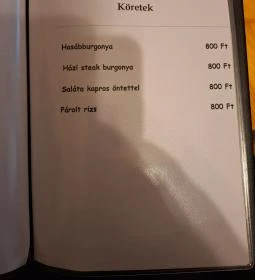 Köretek
Hasábburgonya 800 Ft
Házi steak burgonya 800 Ft
Saláta kapros öntettel 800 Ft
Párolt rizs 800 Ft